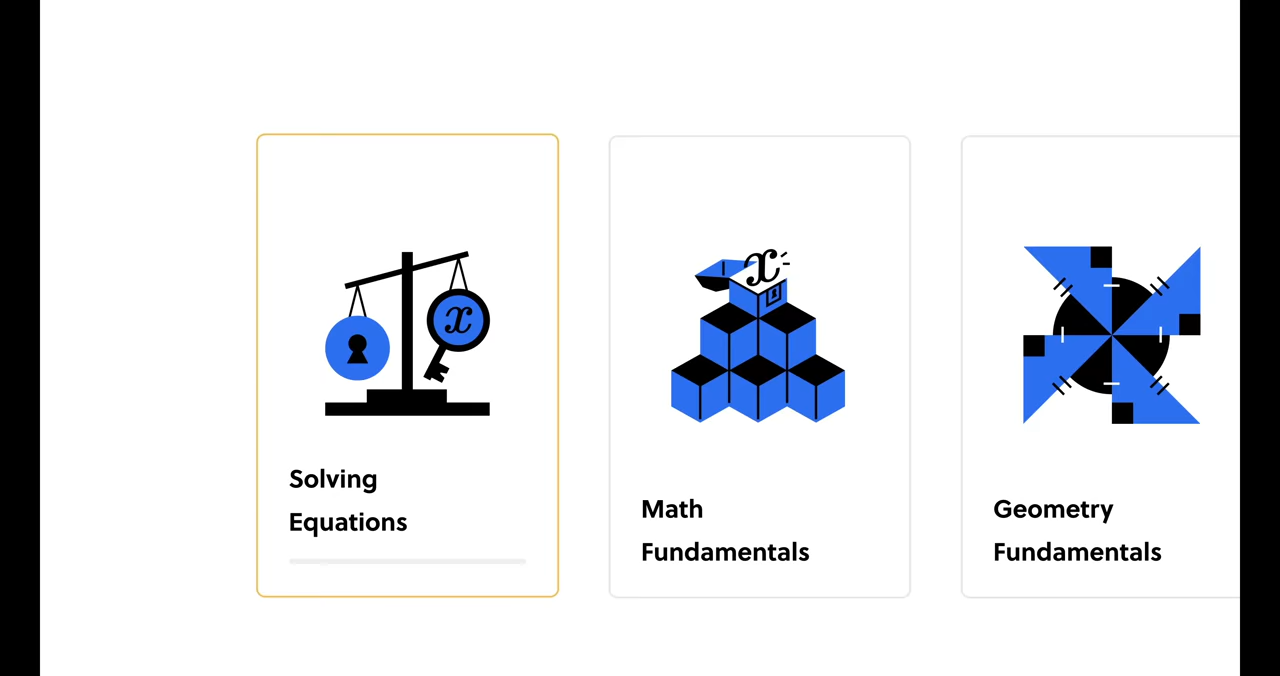 x
x
Solving
Equations
Math
Fundamentals
Geometry
Fundamentals